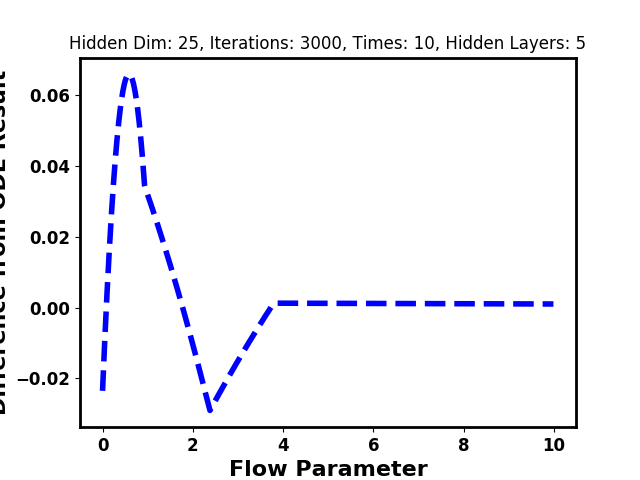 Hidden Dim: 25, Iterations: 3000, Times: 10, Hidden Layers: 5
Difference from ODE Result
0.06
0.04
0.02
0.00
−0.02
0 2 4 6 8 10
Flow Parameter